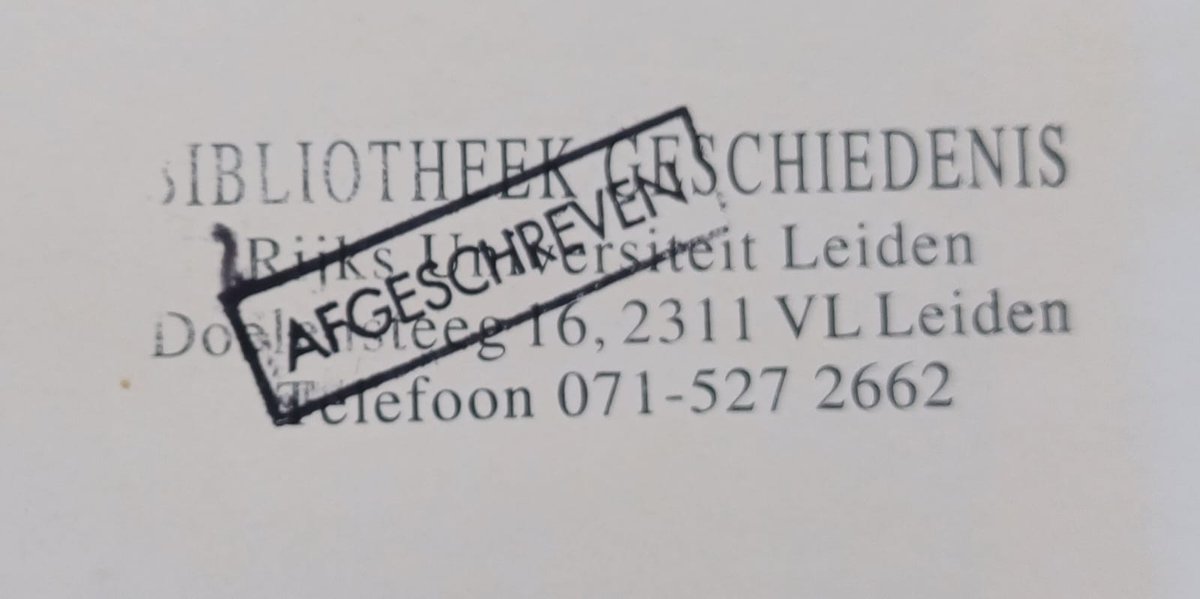 BIBLIOTHEEK GESCHIEDENIS
Rijks Universiteit Leiden
AFGESCHREVEN
Doelensteeg 16, 2311 VL Leiden
Telefoon 071-527 2662